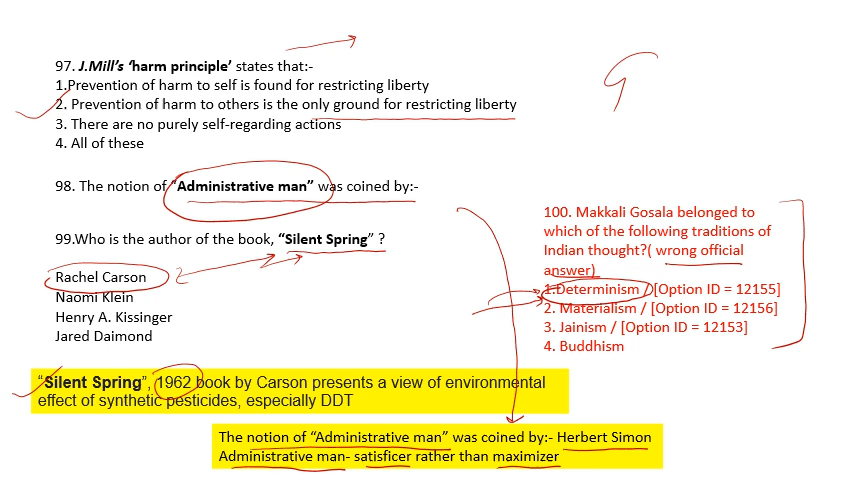 97. J.Mill's 'harm principle' states that:-
1.Prevention of harm to self is found for restricting liberty
2. Prevention of harm to others is the only ground for restricting liberty
3. There are no purely self-regarding actions
4. All of these
98. The notion of “Administrative man” was coined by:-
99.Who is the author of the book, “Silent Spring” ?
Rachel Carson
Naomi Klein
Henry A. Kissinger
Jared Daimond
100. Makkali Gosala belonged to
which of the following traditions of
Indian thought?( wrong official
answer)
1.Determinism / [Option ID = 12155]
2. Materialism / [Option ID = 12156]
3. Jainism / [Option ID = 12153]
4. Buddhism
“Silent Spring”, 1962 book by Carson presents a view of environmental
effect of synthetic pesticides, especially DDT
The notion of “Administrative man” was coined by:- Herbert Simon
Administrative man- satisficer rather than maximizer